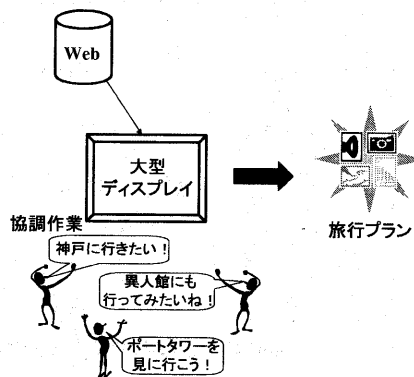 Web
大型
ディスプレイ
旅行プラン
協調作業
神戸に行きたい！
異人館にも
行ってみたいね！
ポートタワーを
見に行こう！